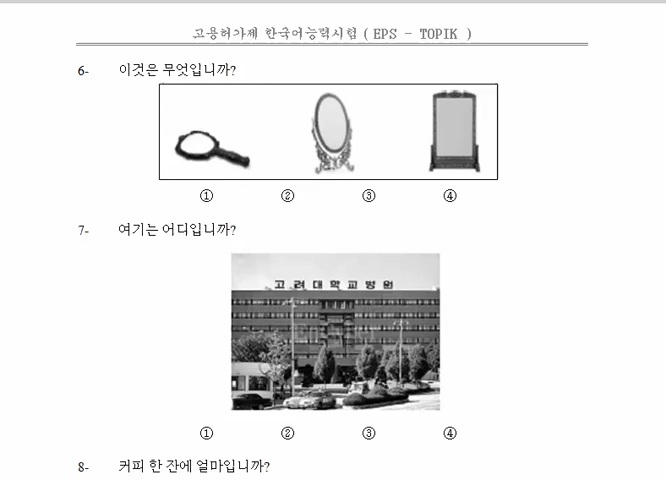 고용허가제 한국어능력시험 ( EPS - TOPIK )
6- 이것은 무엇입니까?
① ② ③ ④
7- 여기는 어디입니까?
고려대학교병원
① ② ③ ④
8- 커피 한 잔에 얼마입니까?